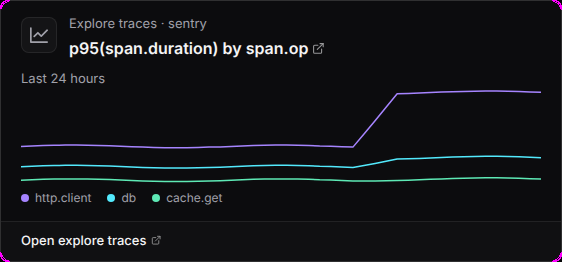 Explore traces · sentry
p95(span.duration) by span.op
Last 24 hours
http.client db cache.get
Open explore traces